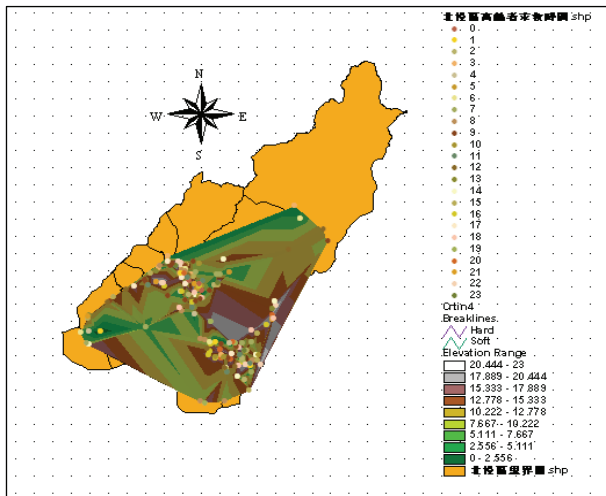 北投區高齡者求救時間.shp
0
1
2
3
4
5
6
7
8
9
10
11
12
13
14
15
16
17
18
19
20
21
22
23
Crtin4
Breaklines
Hard
Soft
Elevation Range
20.444 - 23
17.889 - 20.444
15.333 - 17.889
12.778 - 15.333
10.222 - 12.778
7.667 - 10.222
5.111 - 7.667
2.556 - 5.111
0 - 2.556
北投區里界圖.shp
N
W
E
S